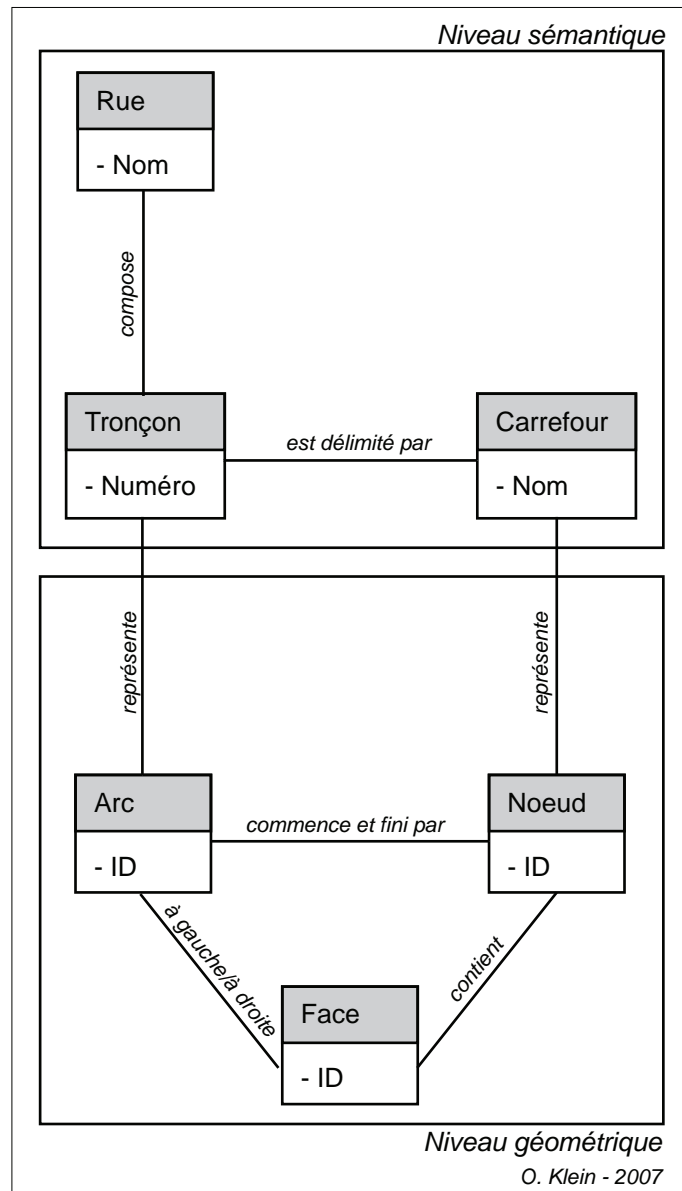 Niveau sémantique
Rue
- Nom
compose
Tronçon
- Numéro
est délimité par
Carrefour
- Nom
représente
représente
Arc
- ID
commence et fini par
Noeud
- ID
à gauche/à droite
contient
Face
- ID
Niveau géométrique
O. Klein - 2007